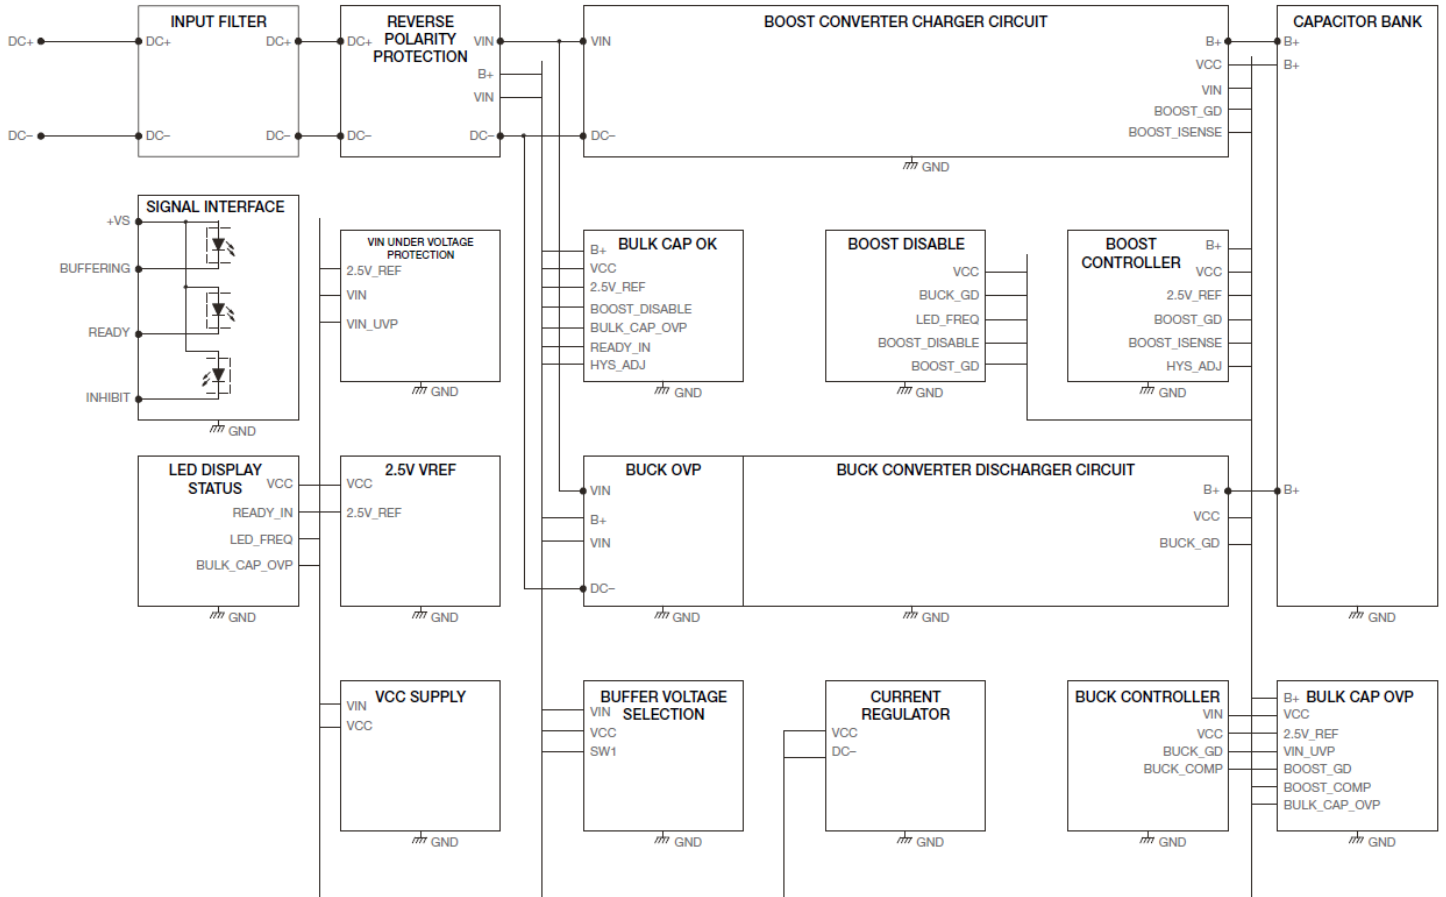 INPUT FILTER
DC+
DC+
DC+
DC−
DC−
DC−
REVERSE
POLARITY
PROTECTION
DC+
VIN
B+
VIN
DC−
DC−
BOOST CONVERTER CHARGER CIRCUIT
VIN
B+
VCC
VIN
BOOST_GD
BOOST_ISENSE
DC−
GND
CAPACITOR BANK
B+
B+
B+
GND
SIGNAL INTERFACE
+VS
BUFFERING
READY
INHIBIT
GND
VIN UNDER VOLTAGE
PROTECTION
2.5V_REF
VIN
VIN_UVP
GND
BULK CAP OK
B+
VCC
2.5V_REF
BOOST_DISABLE
BULK_CAP_OVP
READY_IN
HYS_ADJ
GND
BOOST DISABLE
VCC
BUCK_GD
LED_FREQ
BOOST_DISABLE
BOOST_GD
GND
BOOST
CONTROLLER
B+
VCC
2.5V_REF
BOOST_GD
BOOST_ISENSE
HYS_ADJ
GND
LED DISPLAY
STATUS
VCC
READY_IN
LED_FREQ
BULK_CAP_OVP
GND
2.5V VREF
VCC
2.5V_REF
GND
BUCK OVP
VIN
B+
VIN
DC−
GND
BUCK CONVERTER DISCHARGER CIRCUIT
B+
VCC
BUCK_GD
GND
VCC SUPPLY
VIN
VCC
GND
BUFFER VOLTAGE
SELECTION
VIN
VCC
SW1
GND
CURRENT
REGULATOR
VCC
DC−
GND
BUCK CONTROLLER
VIN
VCC
BUCK_GD
BUCK_COMP
GND
BULK CAP OVP
B+
VCC
2.5V_REF
VIN_UVP
BOOST_GD
BOOST_COMP
BULK_CAP_OVP
GND